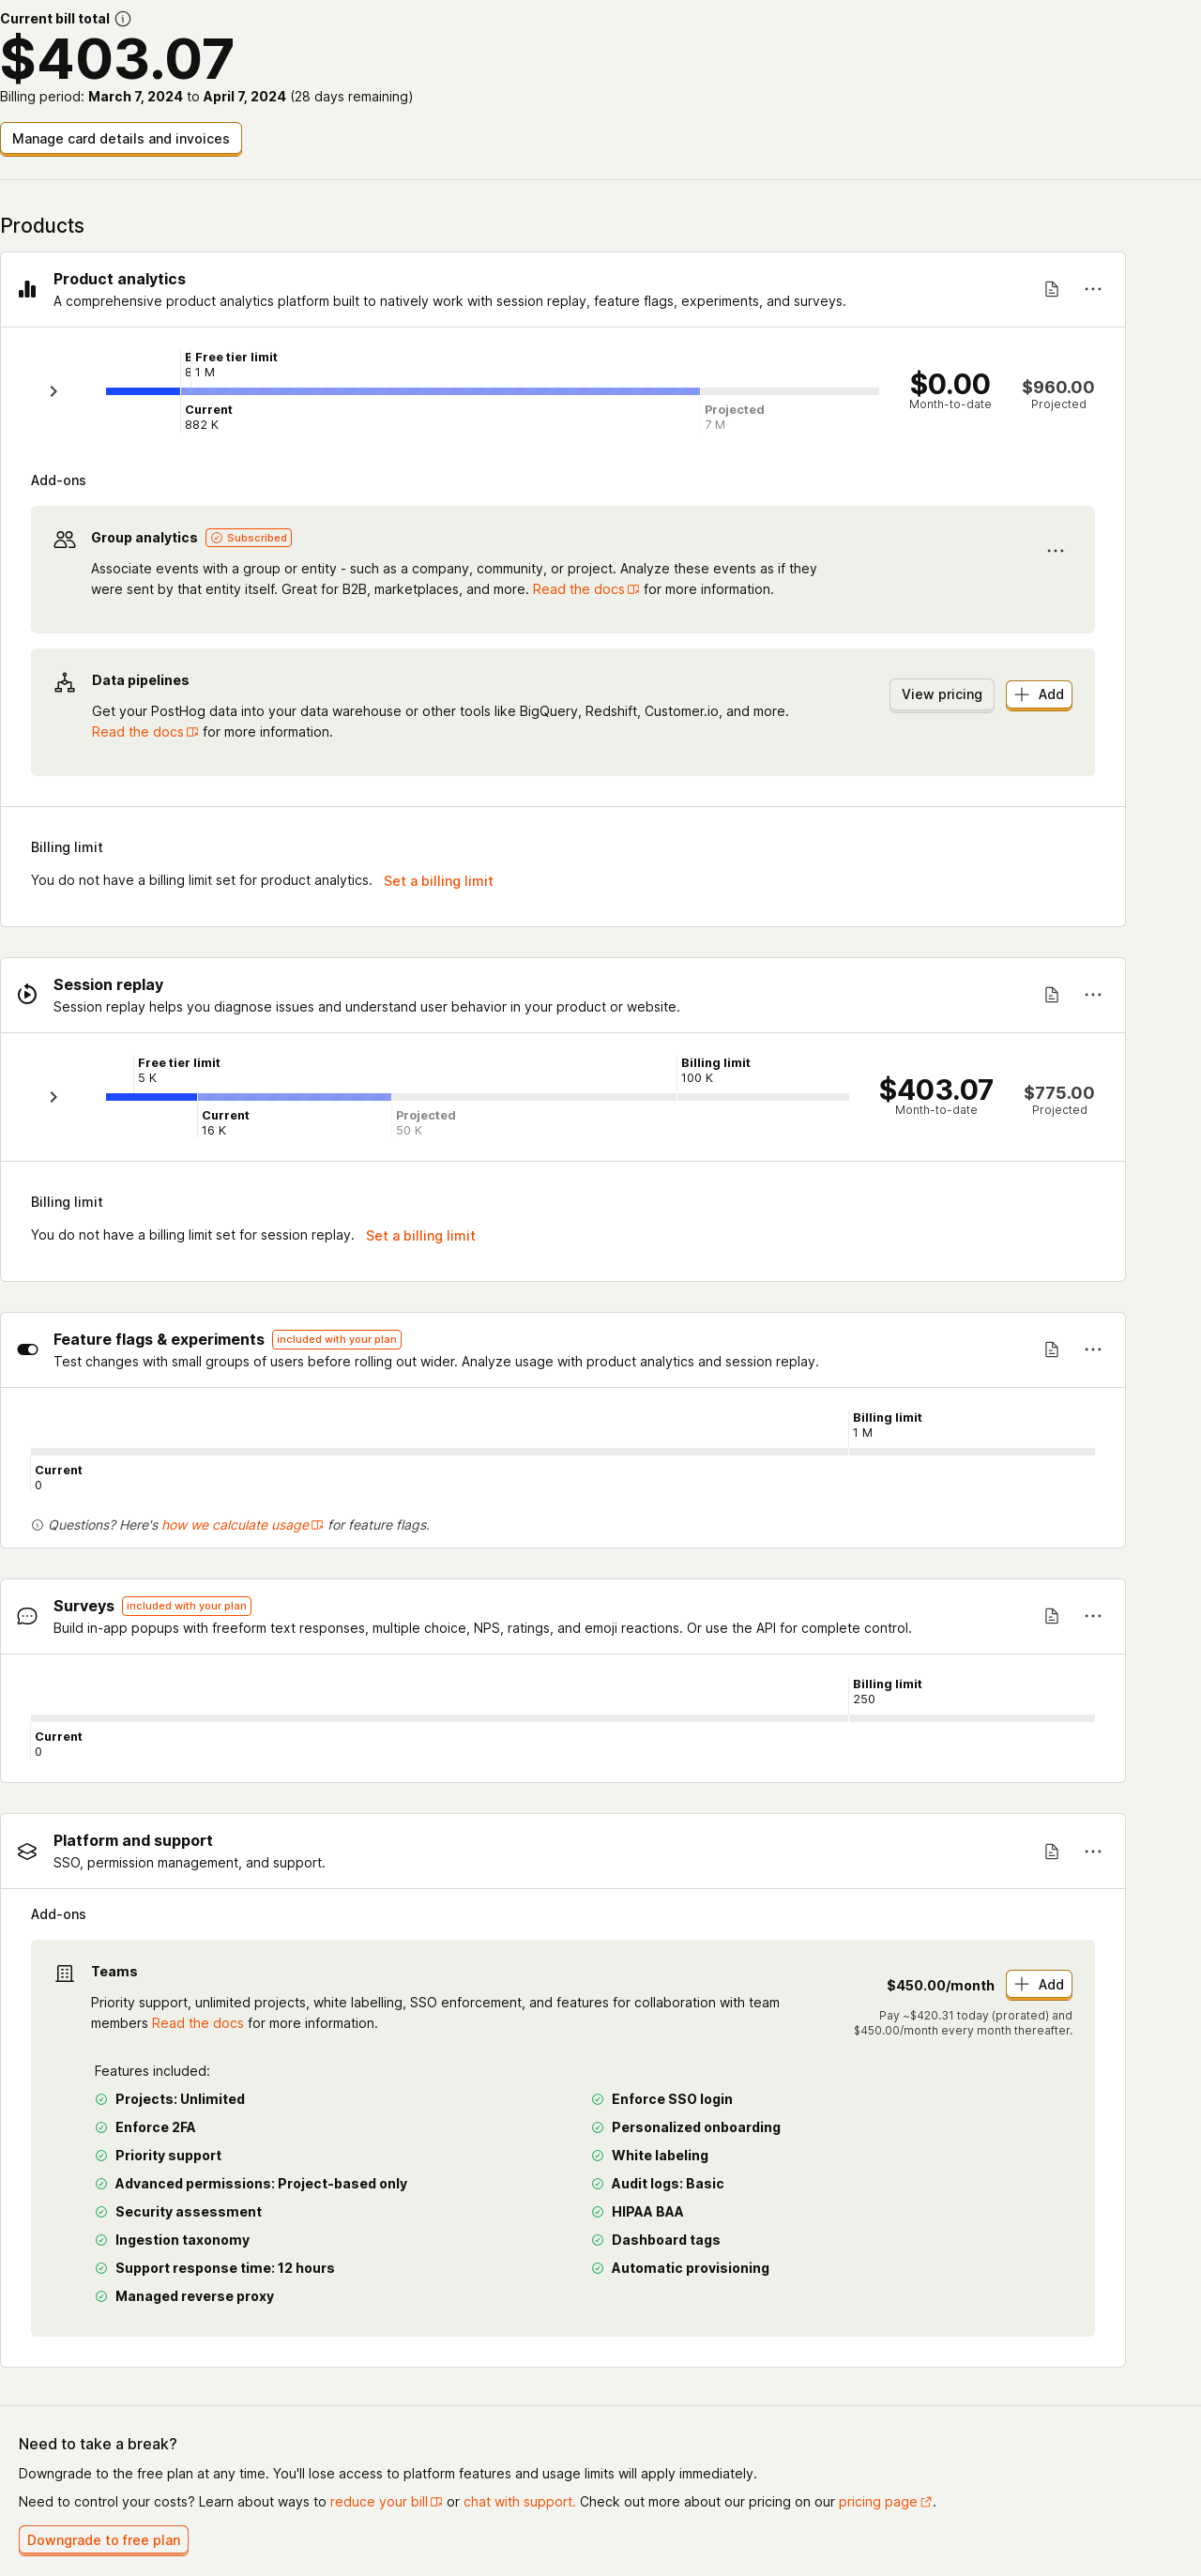 Current bill total
$403.07
Billing period: March 7, 2024 to April 7, 2024 (28 days remaining)
Manage card details and invoices
Products
Product analytics
A comprehensive product analytics platform built to natively work with session replay, feature flags, experiments, and surveys.
Free tier limit
1 M
Current
882 K
Projected
7 M
$0.00
Month-to-date
$960.00
Projected
Add-ons
Group analytics Subscribed
Associate events with a group or entity - such as a company, community, or project. Analyze these events as if they
were sent by that entity itself. Great for B2B, marketplaces, and more. Read the docs for more information.
Data pipelines
Get your PostHog data into your data warehouse or other tools like BigQuery, Redshift, Customer.io, and more.
Read the docs for more information.
View pricing
Add
Billing limit
You do not have a billing limit set for product analytics. Set a billing limit
Session replay
Session replay helps you diagnose issues and understand user behavior in your product or website.
Free tier limit
5 K
Billing limit
100 K
Current
16 K
Projected
50 K
$403.07
Month-to-date
$775.00
Projected
Billing limit
You do not have a billing limit set for session replay. Set a billing limit
Feature flags & experiments included with your plan
Test changes with small groups of users before rolling out wider. Analyze usage with product analytics and session replay.
Billing limit
1 M
Current
0
Questions? Here's how we calculate usage for feature flags.
Surveys included with your plan
Build in-app popups with freeform text responses, multiple choice, NPS, ratings, and emoji reactions. Or use the API for complete control.
Billing limit
250
Current
0
Platform and support
SSO, permission management, and support.
Add-ons
Teams
Priority support, unlimited projects, white labelling, SSO enforcement, and features for collaboration with team
members Read the docs for more information.
$450.00/month
Add
Pay ~$420.31 today (prorated) and
$450.00/month every month thereafter.
Features included:
Projects: Unlimited
Enforce SSO login
Enforce 2FA
Personalized onboarding
Priority support
White labeling
Advanced permissions: Project-based only
Audit logs: Basic
Security assessment
HIPAA BAA
Ingestion taxonomy
Dashboard tags
Support response time: 12 hours
Automatic provisioning
Managed reverse proxy
Need to take a break?
Downgrade to the free plan at any time. You'll lose access to platform features and usage limits will apply immediately.
Need to control your costs? Learn about ways to reduce your bill or chat with support. Check out more about our pricing on our pricing page.
Downgrade to free plan